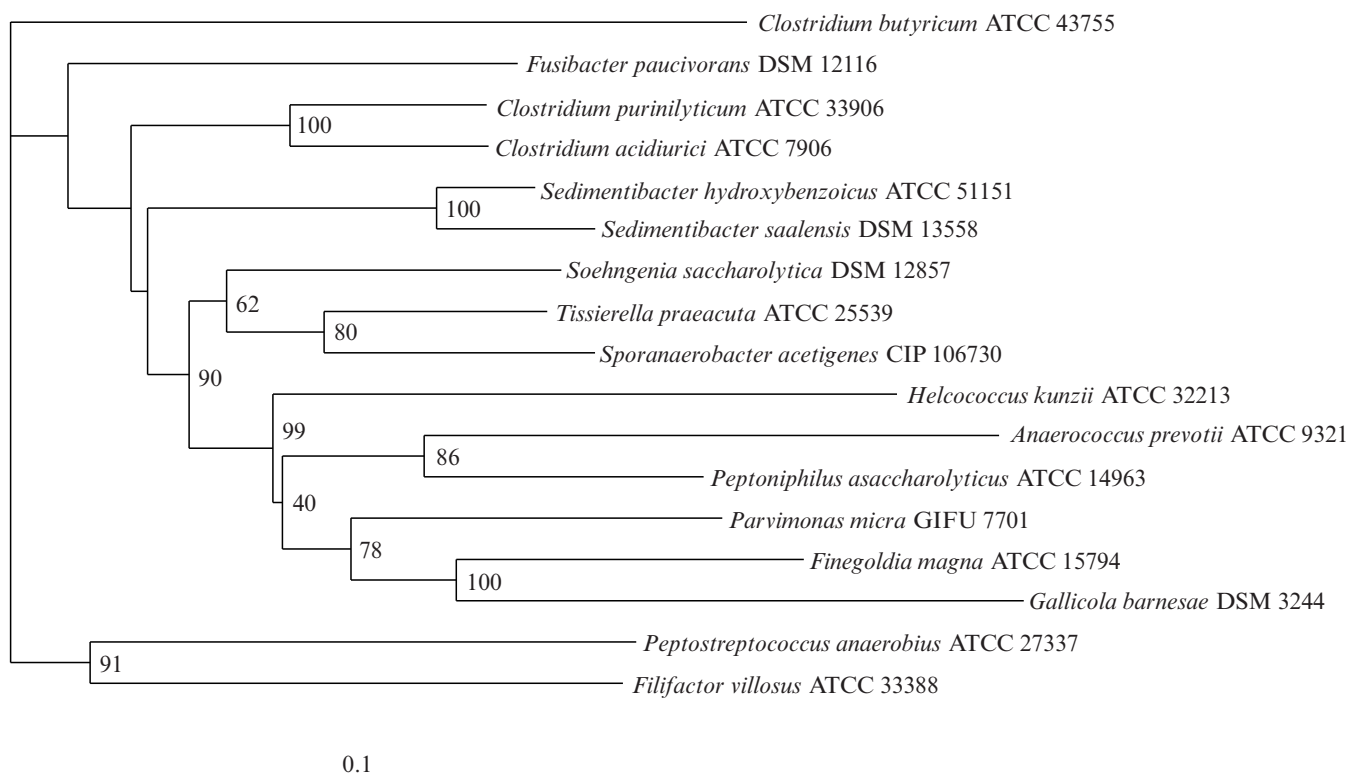 Clostridium butyricum ATCC 43755
Fusibacter paucivorans DSM 12116
Clostridium purinilyticum ATCC 33906
100
Clostridium acidiurici ATCC 7906
Sedimentibacter hydroxybenzoicus ATCC 51151
100
Sedimentibacter saalensis DSM 13558
Soehngenia saccharolytica DSM 12857
62
Tissierella praeacuta ATCC 25539
80
Sporanaerobacter acetigenes CIP 106730
90
Helcococcus kunzii ATCC 32213
99
Anaerococcus prevotii ATCC 9321
86
Peptoniphilus asaccharolyticus ATCC 14963
40
Parvimonas micra GIFU 7701
78
Finegoldia magna ATCC 15794
100
Gallicola barnesae DSM 3244
Peptostreptococcus anaerobius ATCC 27337
91
Filifactor villosus ATCC 33388
0.1